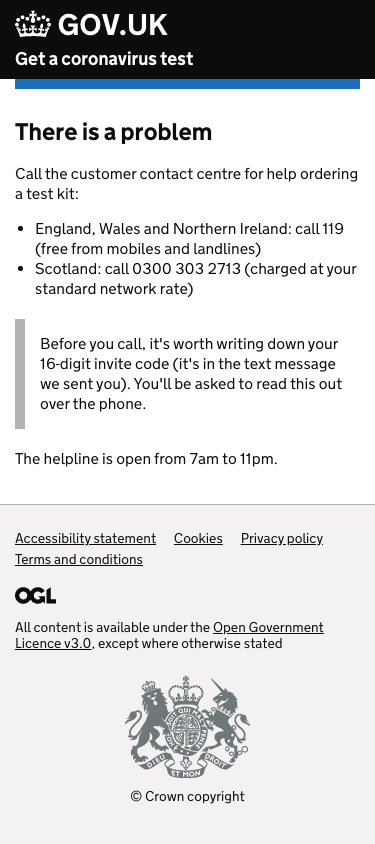 GOV.UK
Get a coronavirus test
There is a problem
Call the customer contact centre for help ordering
a test kit:
• England, Wales and Northern Ireland: call 119
(free from mobiles and landlines)
• Scotland: call 0300 303 2713 (charged at your
standard network rate)
Before you call, it's worth writing down your
16-digit invite code (it's in the text message
we sent you). You'll be asked to read this out
over the phone.
The helpline is open from 7am to 11pm.
Accessibility statement Cookies Privacy policy
Terms and conditions
OGL
All content is available under the Open Government
Licence v3.0, except where otherwise stated
DIEU ET MON DROIT
© Crown copyright